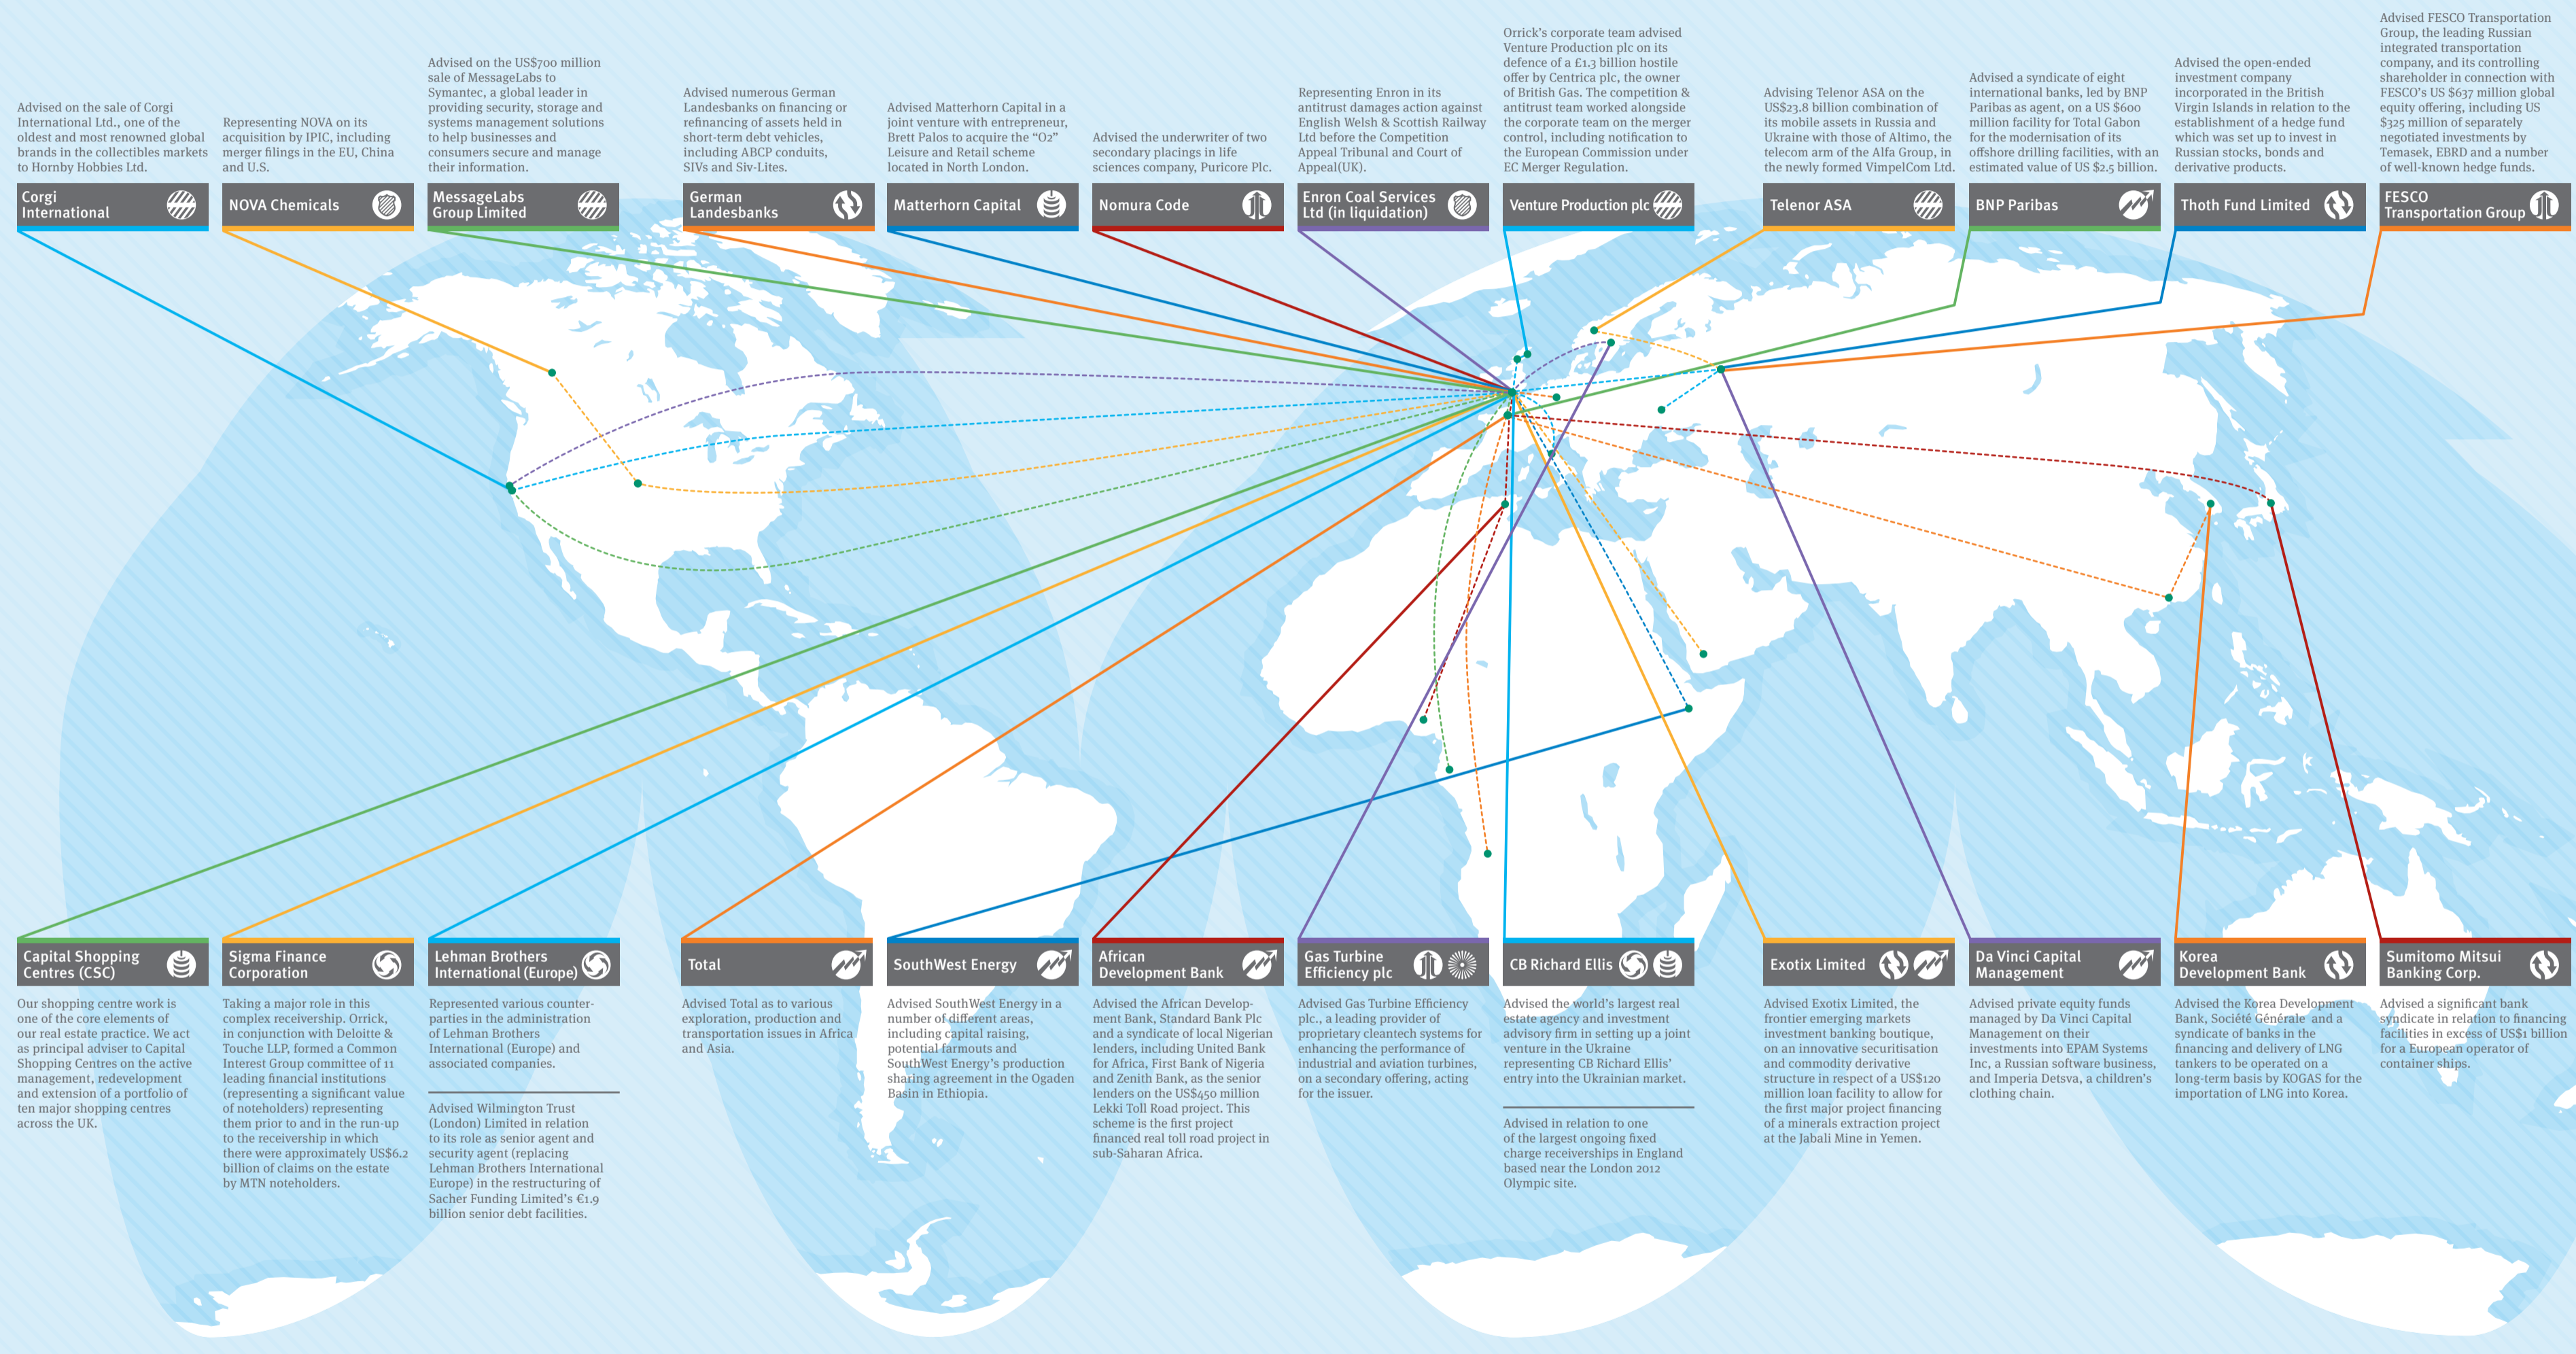 Advised on the sale of Corgi
International Ltd., one of the
oldest and most renowned global
brands in the collectibles markets
to Hornby Hobbies Ltd.
Corgi
International
Representing NOVA on its
acquisition by IPIC, including
merger filings in the EU, China
and U.S.
NOVA Chemicals
Advised on the US$700 million
sale of MessageLabs to
Symantec, a global leader in
providing security, storage and
systems management solutions
to help businesses and
consumers secure and manage
their information.
MessageLabs
Group Limited
Advised numerous German
Landesbanks on financing or
refinancing of assets held in
short-term debt vehicles,
including ABCP conduits,
SIVs and Siv-Lites.
German
Landesbanks
Advised Matterhorn Capital in a
joint venture with entrepreneur,
Brett Palos to acquire the “O2”
Leisure and Retail scheme
located in North London.
Matterhorn Capital
Advised the underwriter of two
secondary placings in life
sciences company, Puricore Plc.
Nomura Code
Representing Enron in its
antitrust damages action against
English Welsh & Scottish Railway
Ltd before the Competition
Appeal Tribunal and Court of
Appeal(UK).
Enron Coal Services
Ltd (in liquidation)
Orrick’s corporate team advised
Venture Production plc on its
defence of a £1.3 billion hostile
offer by Centrica plc, the owner
of British Gas. The competition &
antitrust team worked alongside
the corporate team on the merger
control, including notification to
the European Commission under
EC Merger Regulation.
Venture Production plc
Advising Telenor ASA on the
US$23.8 billion combination of
its mobile assets in Russia and
Ukraine with those of Altimo, the
telecom arm of the Alfa Group, in
the newly formed VimpelCom Ltd.
Telenor ASA
Advised a syndicate of eight
international banks, led by BNP
Paribas as agent, on a US $600
million facility for Total Gabon
for the modernisation of its
offshore drilling facilities, with an
estimated value of US $2.5 billion.
BNP Paribas
Advised the open-ended
investment company
incorporated in the British
Virgin Islands in relation to the
establishment of a hedge fund
which was set up to invest in
Russian stocks, bonds and
derivative products.
Thoth Fund Limited
Advised FESCO Transportation
Group, the leading Russian
integrated transportation
company, and its controlling
shareholder in connection with
FESCO’s US $637 million global
equity offering, including US
$325 million of separately
negotiated investments by
Temasek, EBRD and a number
of well-known hedge funds.
FESCO
Transportation Group
Capital Shopping
Centres (CSC)
Our shopping centre work is
one of the core elements of
our real estate practice. We act
as principal adviser to Capital
Shopping Centres on the active
management, redevelopment
and extension of a portfolio of
ten major shopping centres
across the UK.
Sigma Finance
Corporation
Taking a major role in this
complex receivership. Orrick,
in conjunction with Deloitte &
Touche LLP, formed a Common
Interest Group committee of 11
leading financial institutions
(representing a significant value
of noteholders) representing
them prior to and in the run-up
to the receivership in which
there were approximately US$6.2
billion of claims on the estate
by MTN noteholders.
Lehman Brothers
International (Europe)
Represented various counter-
parties in the administration
of Lehman Brothers
International (Europe) and
associated companies.
Advised Wilmington Trust
(London) Limited in relation
to its role as senior agent and
security agent (replacing
Lehman Brothers International
Europe) in the restructuring of
Sacher Funding Limited’s €1.9
billion senior debt facilities.
Total
Advised Total as to various
exploration, production and
transportation issues in Africa
and Asia.
SouthWest Energy
Advised SouthWest Energy in a
number of different areas,
including capital raising,
potential farmouts and
SouthWest Energy’s production
sharing agreement in the Ogaden
Basin in Ethiopia.
African
Development Bank
Advised the African Develop-
ment Bank, Standard Bank Plc
and a syndicate of local Nigerian
lenders, including United Bank
for Africa, First Bank of Nigeria
and Zenith Bank, as the senior
lenders on the US$450 million
Lekki Toll Road project. This
scheme is the first project
financed real toll road project in
sub-Saharan Africa.
Gas Turbine
Efficiency plc
Advised Gas Turbine Efficiency
plc., a leading provider of
proprietary cleantech systems for
enhancing the performance of
industrial and aviation turbines,
on a secondary offering, acting
for the issuer.
CB Richard Ellis
Advised the world’s largest real
estate agency and investment
advisory firm in setting up a joint
venture in the Ukraine
representing CB Richard Ellis’
entry into the Ukrainian market.
Advised in relation to one
of the largest ongoing fixed
charge receiverships in England
based near the London 2012
Olympic site.
Exotix Limited
Advised Exotix Limited, the
frontier emerging markets
investment banking boutique,
on an innovative securitisation
and commodity derivative
structure in respect of a US$120
million loan facility to allow for
the first major project financing
of a minerals extraction project
at the Jabali Mine in Yemen.
Da Vinci Capital
Management
Advised private equity funds
managed by Da Vinci Capital
Management on their
investments into EPAM Systems
Inc, a Russian software business,
and Imperia Detsva, a children’s
clothing chain.
Korea
Development Bank
Advised the Korea Development
Bank, Société Générale and a
syndicate of banks in the
financing and delivery of LNG
tankers to be operated on a
long-term basis by KOGAS for the
importation of LNG into Korea.
Sumitomo Mitsui
Banking Corp.
Advised a significant bank
syndicate in relation to financing
facilities in excess of US$1 billion
for a European operator of
container ships.